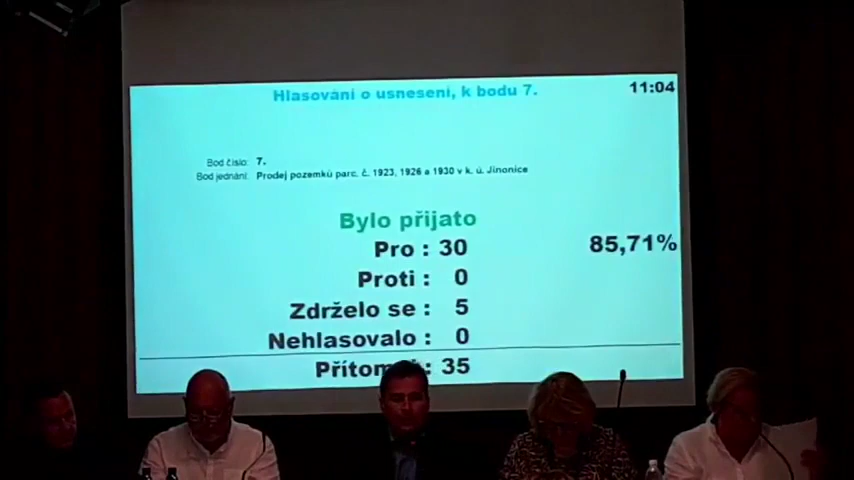 Hlasování o usnesení, k bodu 7.
11:04
Bod číslo: 7.
Bod jednání: Prodej pozemků parc. č. 1923, 1926 a 1930 v k. ú. Jinonice
Bylo přijato
Pro : 30 85,71%
Proti : 0
Zdrželo se : 5
Nehlasovalo : 0
: 35